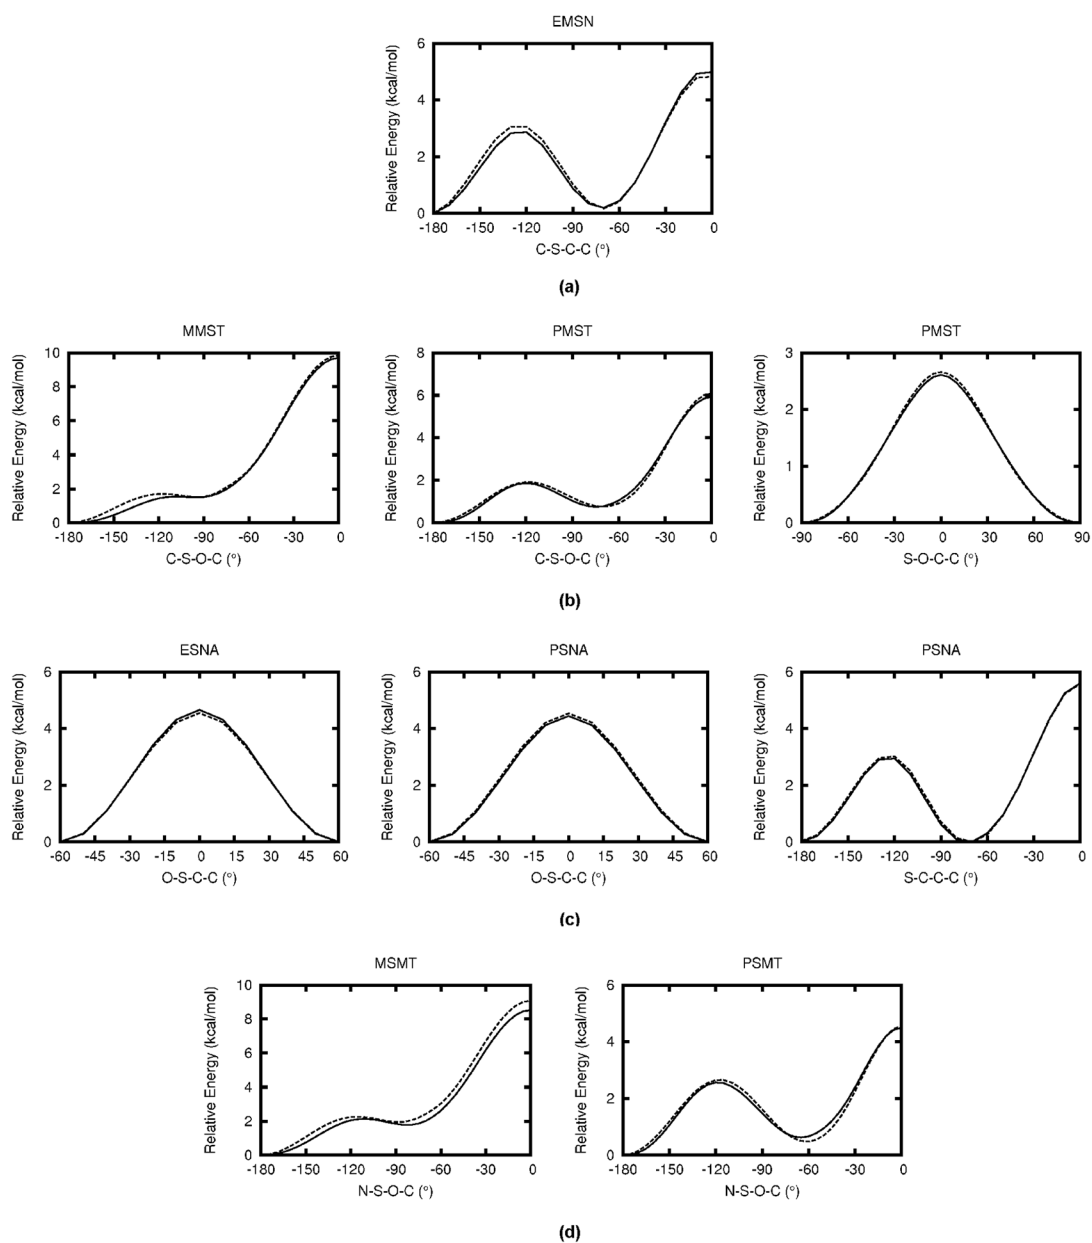 EMSN
Relative Energy (kcal/mol)
6
4
2
0
-180 -150 -120 -90 -60 -30 0
C-S-C-C (°)
(a)
MMST
Relative Energy (kcal/mol)
10
8
6
4
2
0
-180 -150 -120 -90 -60 -30 0
C-S-O-C (°)
PMST
Relative Energy (kcal/mol)
8
6
4
2
0
-180 -150 -120 -90 -60 -30 0
C-S-O-C (°)
PMST
Relative Energy (kcal/mol)
3
2
1
0
-90 -60 -30 0 30 60 90
S-O-C-C (°)
(b)
ESNA
Relative Energy (kcal/mol)
6
4
2
0
-60 -45 -30 -15 0 15 30 45 60
O-S-C-C (°)
PSNA
Relative Energy (kcal/mol)
6
4
2
0
-60 -45 -30 -15 0 15 30 45 60
O-S-C-C (°)
PSNA
Relative Energy (kcal/mol)
6
4
2
0
-180 -150 -120 -90 -60 -30 0
S-C-C-C (°)
(c)
MSMT
Relative Energy (kcal/mol)
10
8
6
4
2
0
-180 -150 -120 -90 -60 -30 0
N-S-O-C (°)
PSMT
Relative Energy (kcal/mol)
6
4
2
0
-180 -150 -120 -90 -60 -30 0
N-S-O-C (°)
(d)